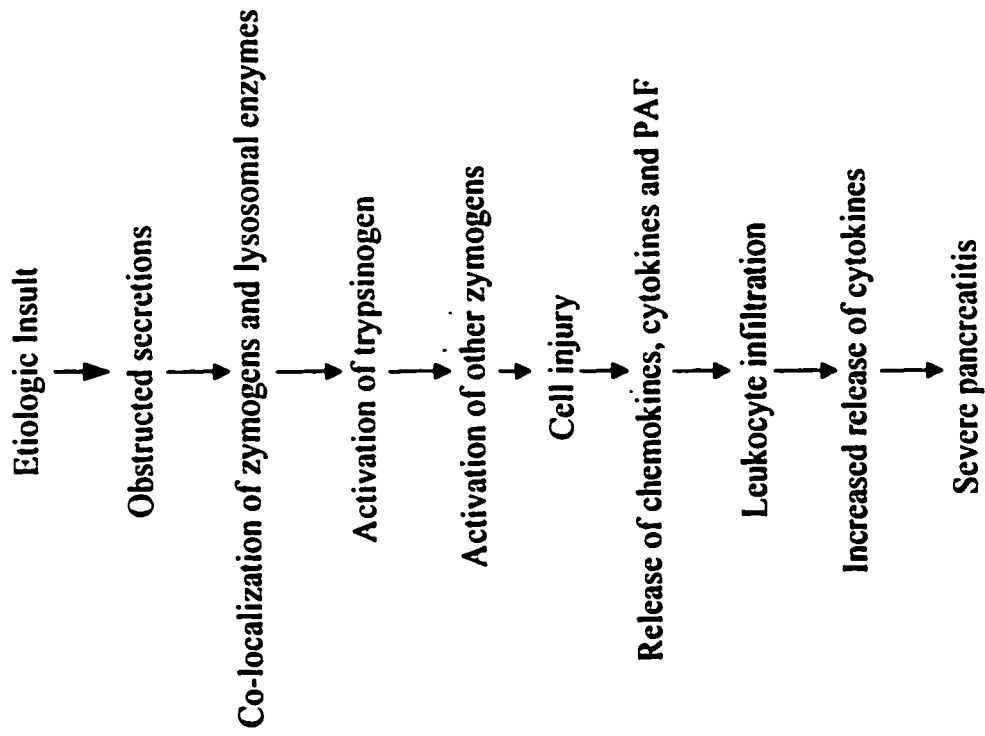 Etiologic Insult
Obstructed secretions
Co-localization of zymogens and lysosomal enzymes
Activation of trypsinogen
Activation of other zymogens
Cell injury
Release of chemokines, cytokines and PAF
Leukocyte infiltration
Increased release of cytokines
Severe pancreatitis